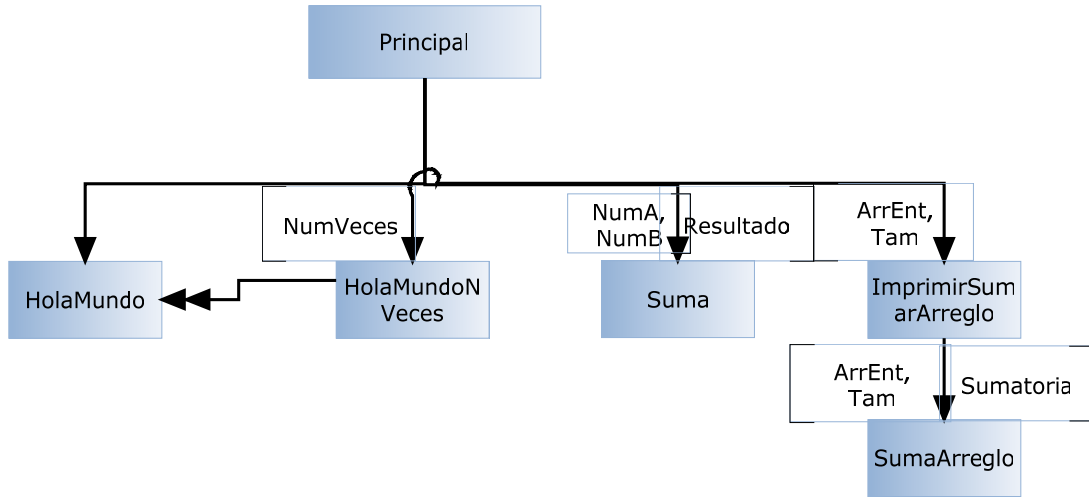 Principal
NumVeces
NumA,
NumB
Resultado
ArrEnt,
Tam
HolaMundo
HolaMundoN
Veces
Suma
ImprimirSum
arArreglo
ArrEnt,
Tam
Sumatoria
SumaArreglo